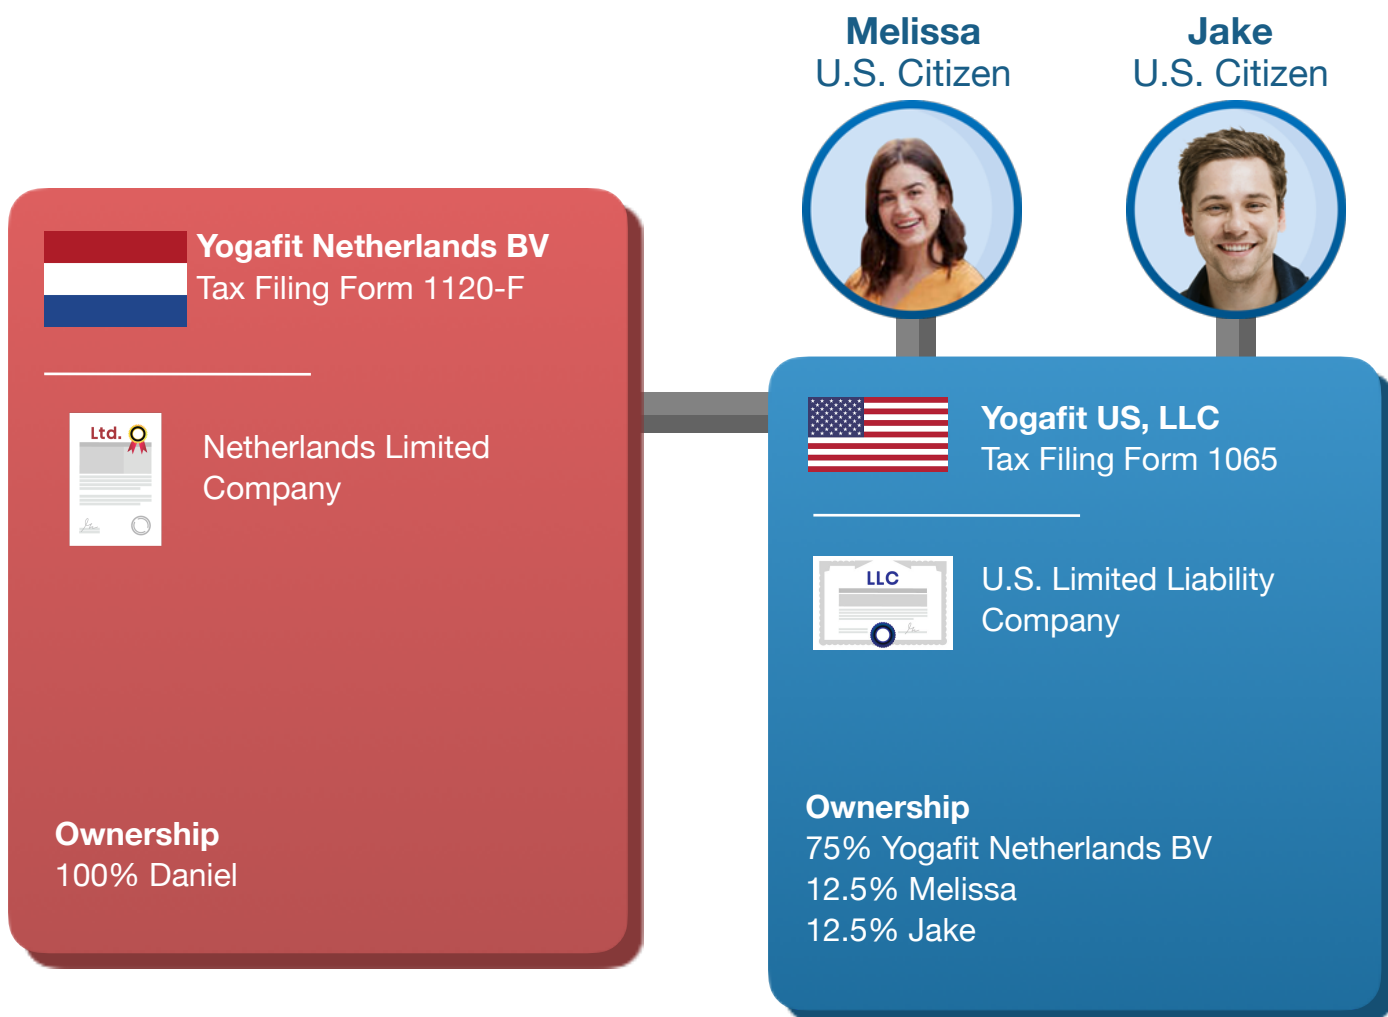 Melissa
U.S. Citizen
Jake
U.S. Citizen
Yogafit Netherlands BV
Tax Filing Form 1120-F
Ltd.
Netherlands Limited
Company
Ownership
100% Daniel
Yogafit US, LLC
Tax Filing Form 1065
LLC
U.S. Limited Liability
Company
Ownership
75% Yogafit Netherlands BV
12.5% Melissa
12.5% Jake